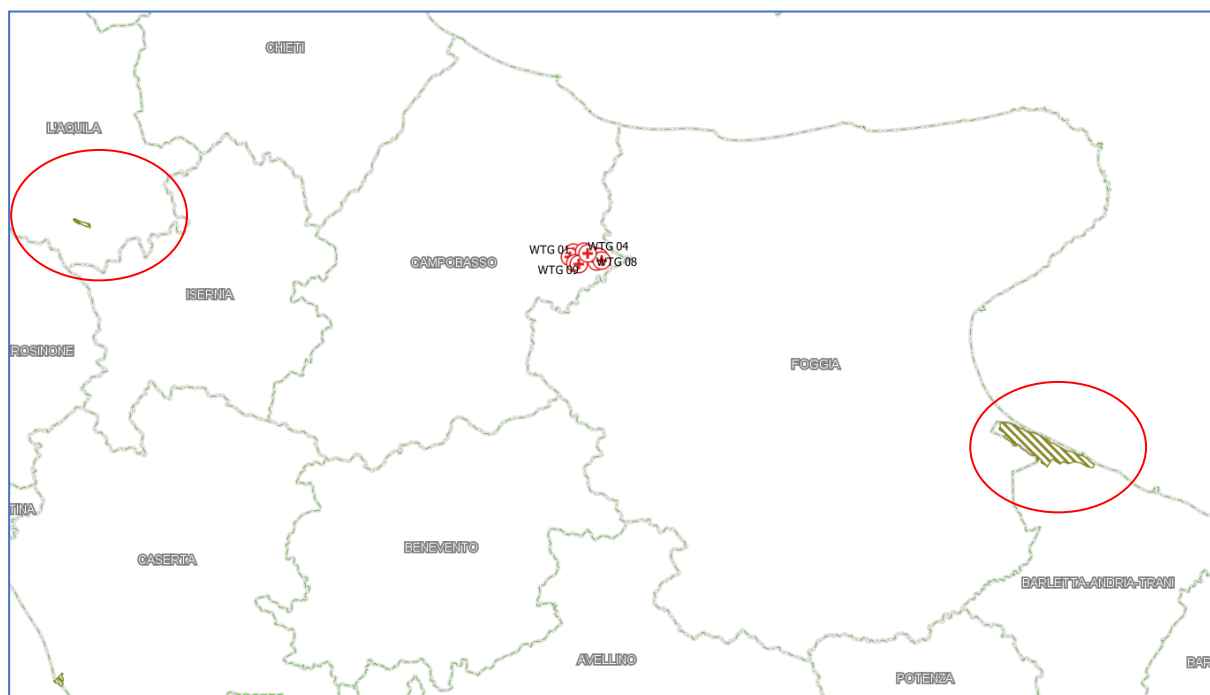 CHIETI
L'AQUILA
WTG 01
WTG 04
CAMPOBASSO
WTG 09
WTG 08
ISERNIA
ROSINONE
FOGGIA
TINA
CASERTA
BENEVENTO
BARLETTA-ANDRIA-TRANI
AVELLINO
BAR
POTENZA